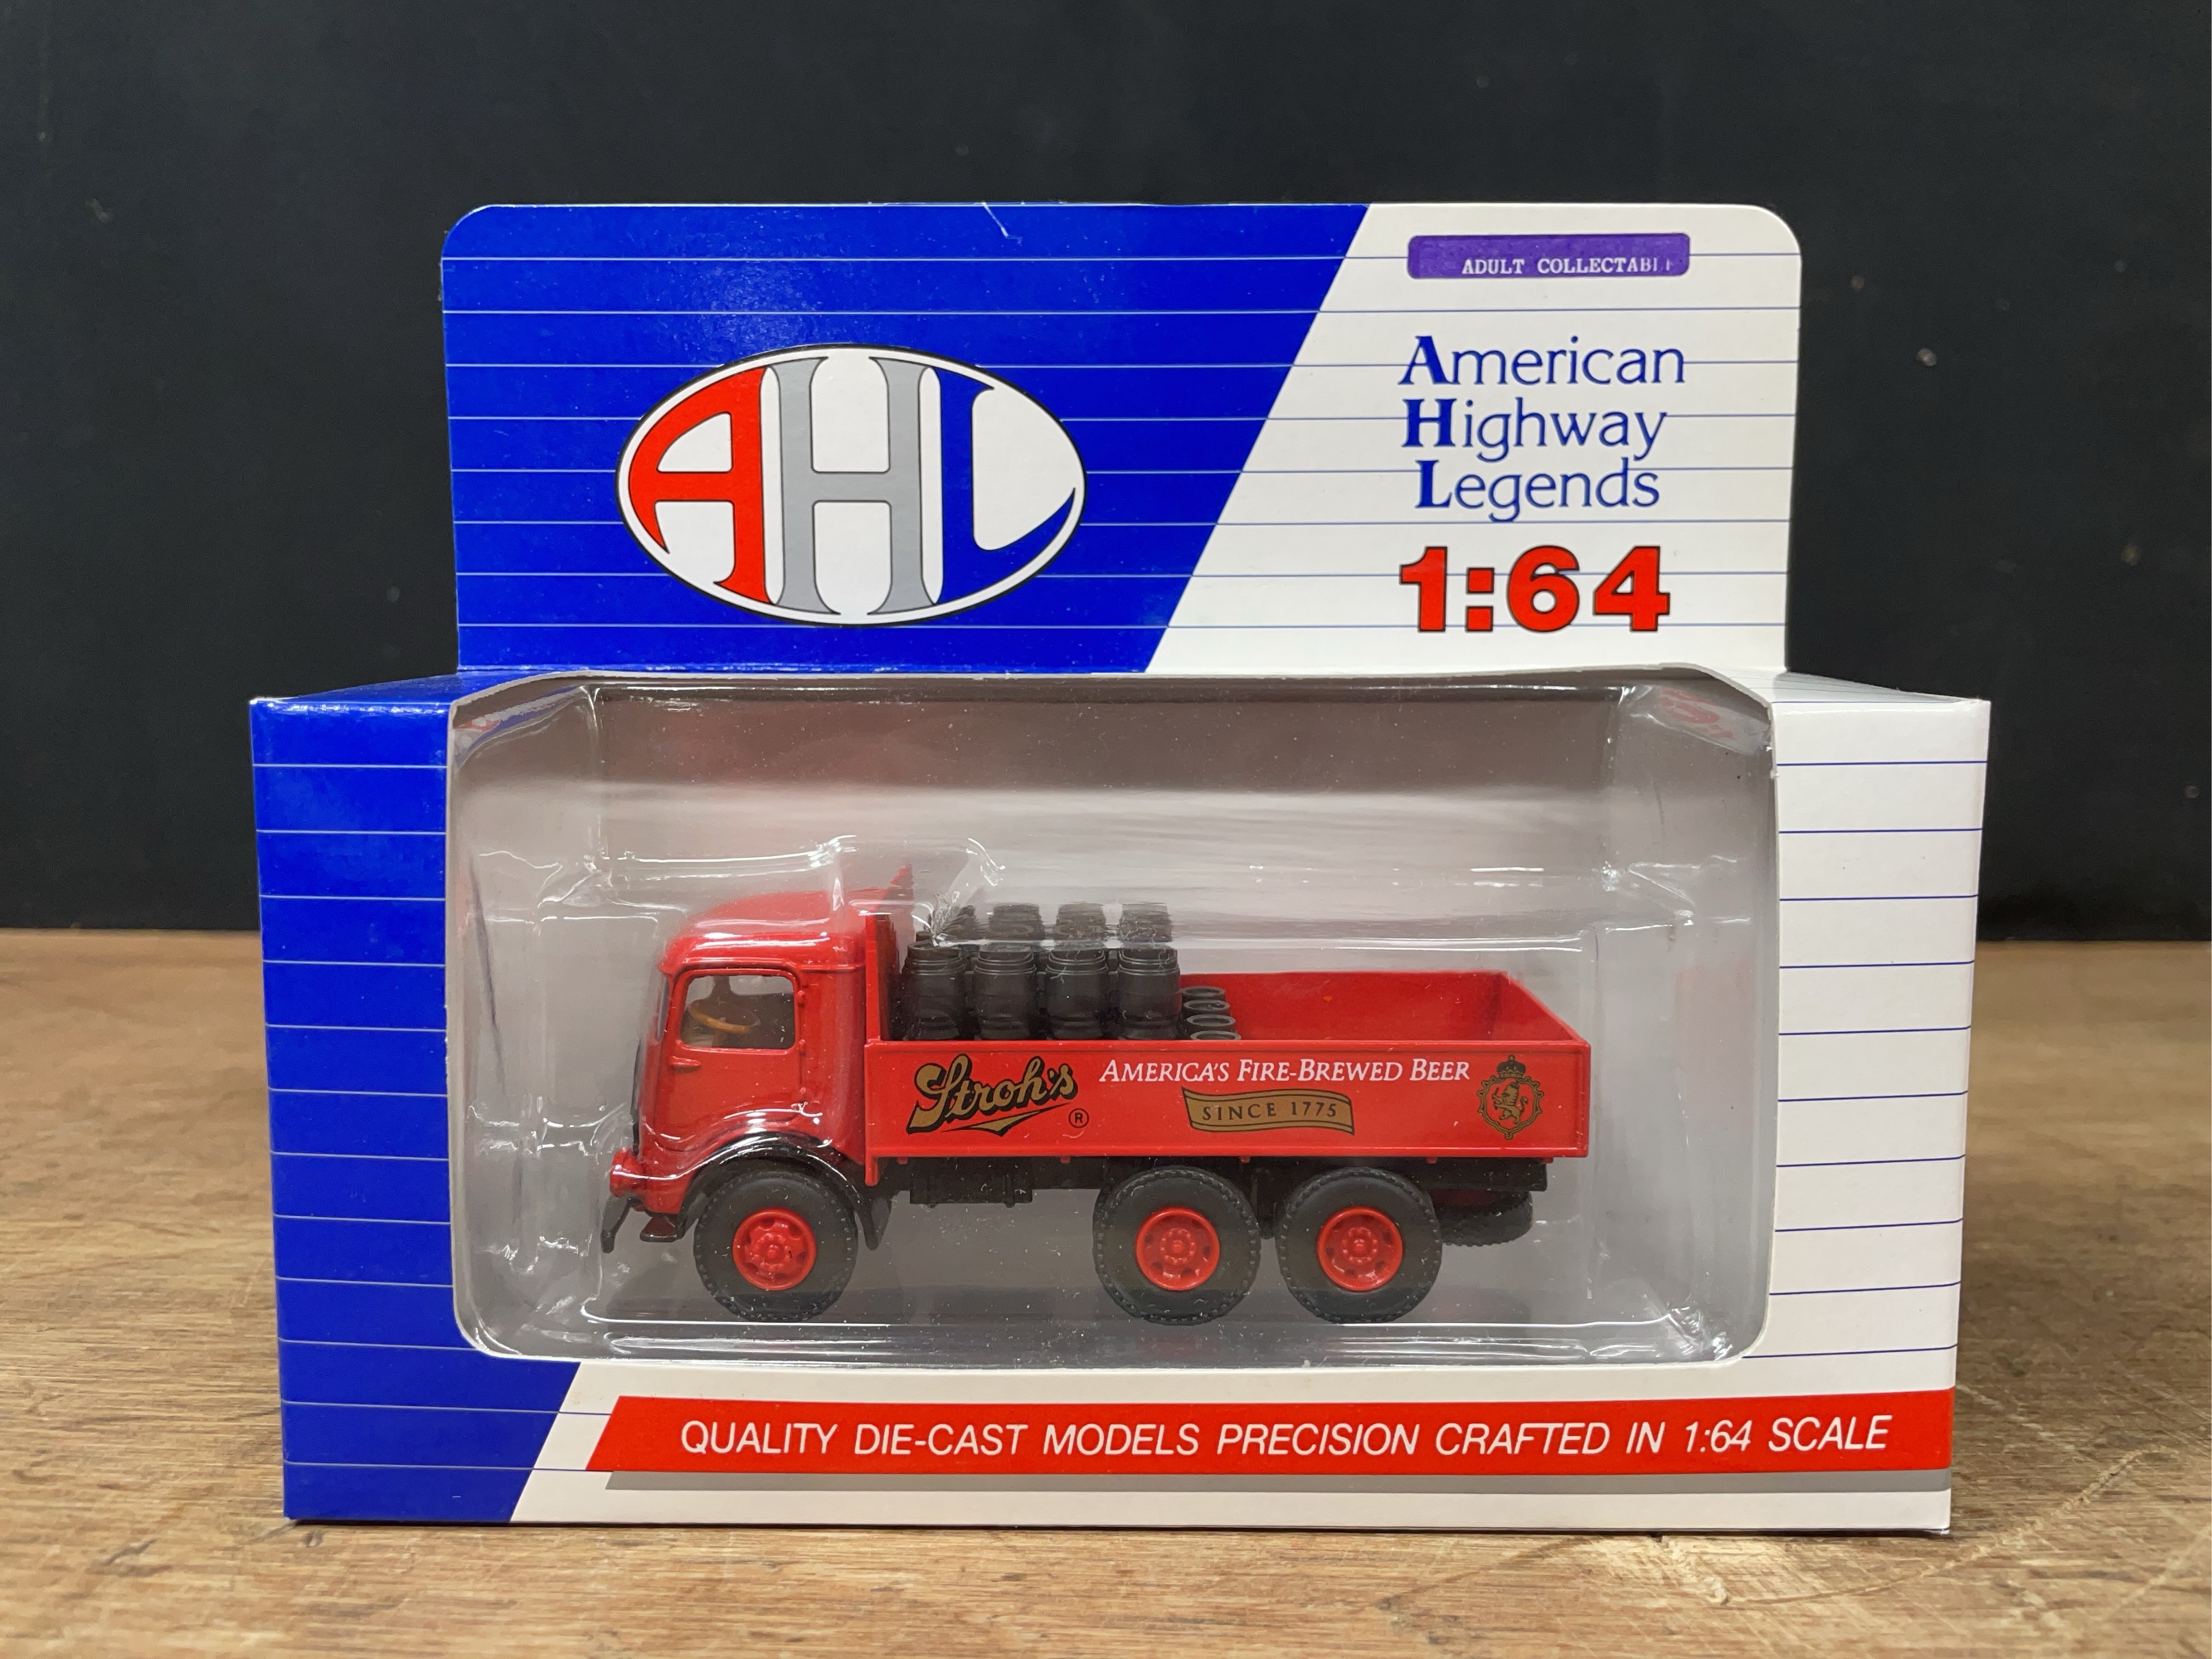 ADULT COLLECTABLE
AHL
American
Highway
Legends
1:64
Stroh's ®
AMERICA'S FIRE-BREWED BEER
SINCE 1775
QUALITY DIE-CAST MODELS PRECISION CRAFTED IN 1:64 SCALE